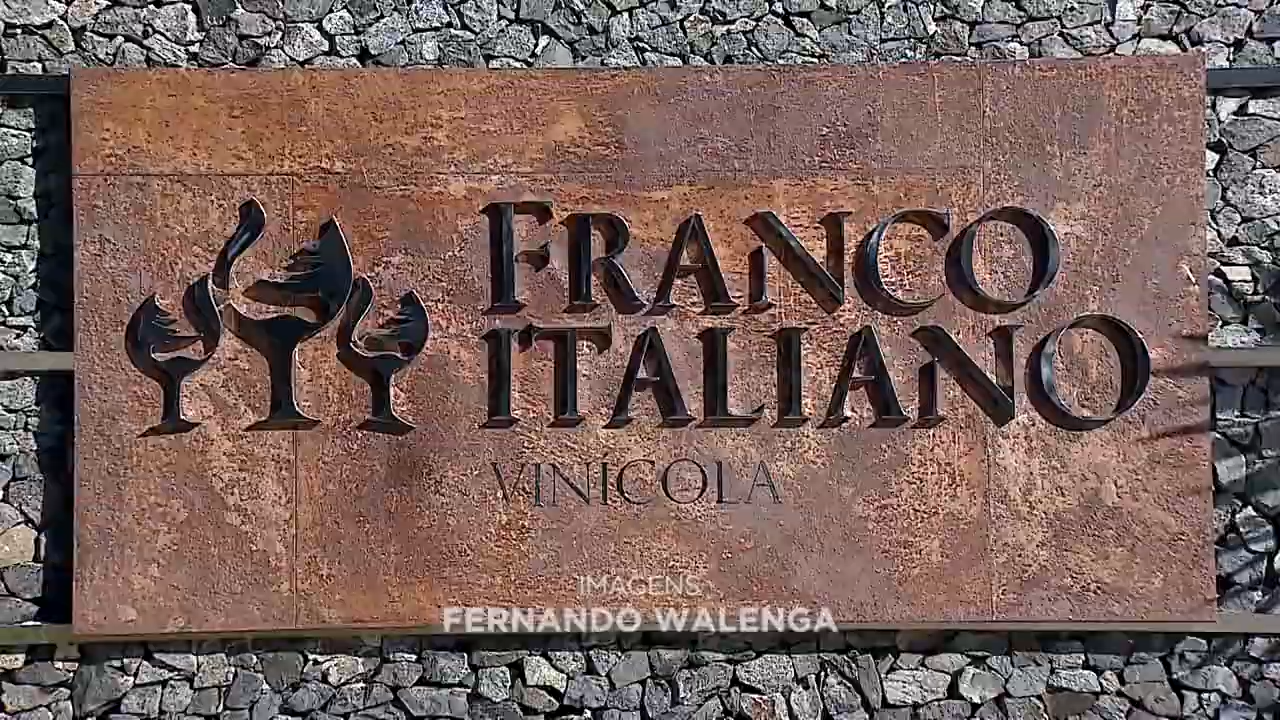 FRANCO
ITALIANO
VINÍCOLA
IMAGENS
FERNANDO WALENGA